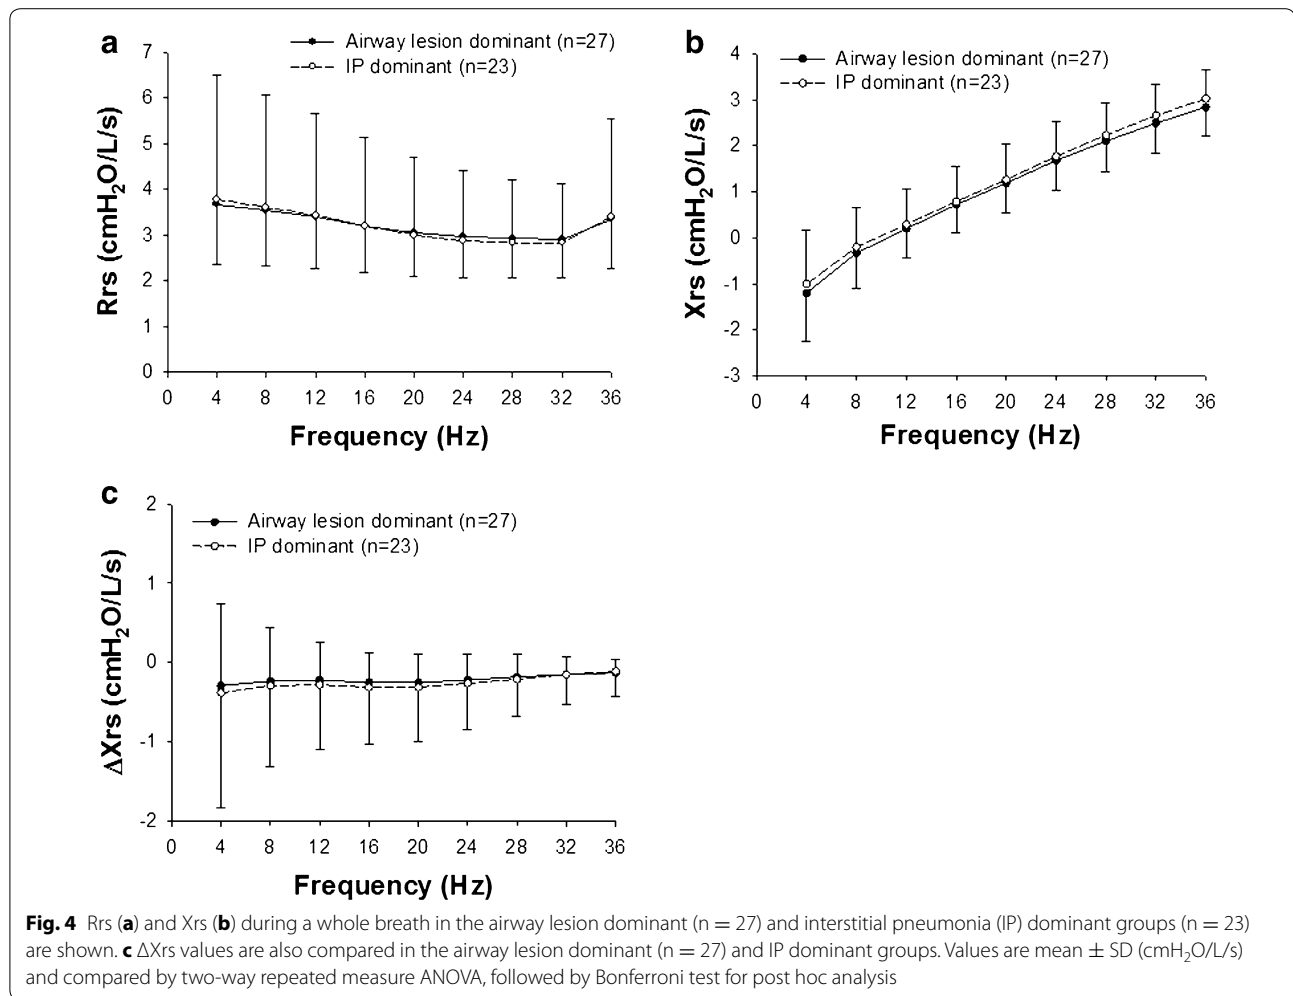 a
7
6
5
4
3
2
1
0
Rrs (cmH₂O/L/s)
Airway lesion dominant (n=27)
IP dominant (n=23)
0 4 8 12 16 20 24 28 32 36
Frequency (Hz)
b
4
3
2
1
0
-1
-2
-3
Xrs (cmH₂O/L/s)
Airway lesion dominant (n=27)
IP dominant (n=23)
0 4 8 12 16 20 24 28 32 36
Frequency (Hz)
c
2
1
0
-1
-2
ΔXrs (cmH₂O/L/s)
Airway lesion dominant (n=27)
IP dominant (n=23)
0 4 8 12 16 20 24 28 32 36
Frequency (Hz)
Fig. 4 Rrs (a) and Xrs (b) during a whole breath in the airway lesion dominant (n = 27) and interstitial pneumonia (IP) dominant groups (n = 23)
are shown. c ΔXrs values are also compared in the airway lesion dominant (n = 27) and IP dominant groups. Values are mean ± SD (cmH₂O/L/s)
and compared by two-way repeated measure ANOVA, followed by Bonferroni test for post hoc analysis